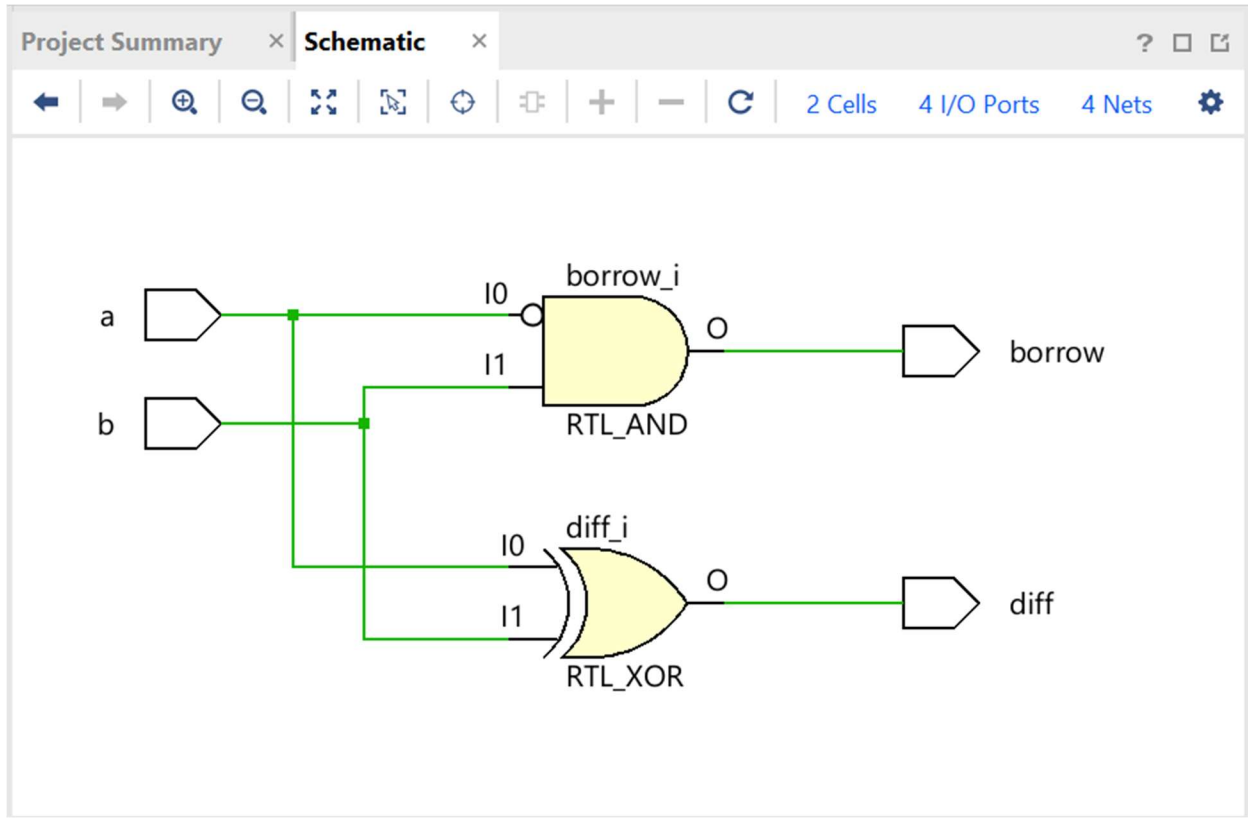 Project Summary × Schematic ×
?
2 Cells 4 I/O Ports 4 Nets
borrow_i
I0
a
O
borrow
I1
b
RTL_AND
diff_i
I0
O
diff
I1
RTL_XOR